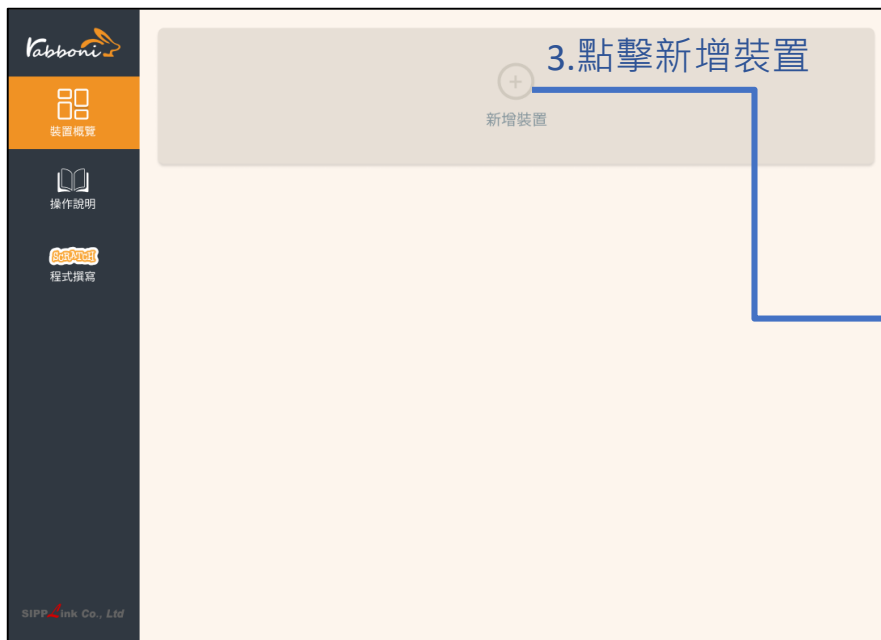 rabboni
3.點擊新增裝置
新增裝置
裝置概覽
操作說明
SCRATCH
程式撰寫
SIPPLink Co., Ltd